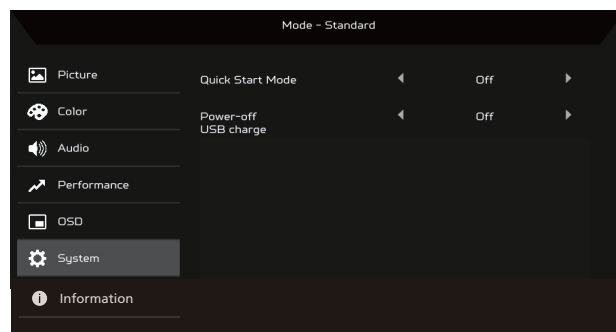 Mode - Standard
Picture
Quick Start Mode Off
Color
Power-off Off
USB charge
Audio
Performance
OSD
System
Information